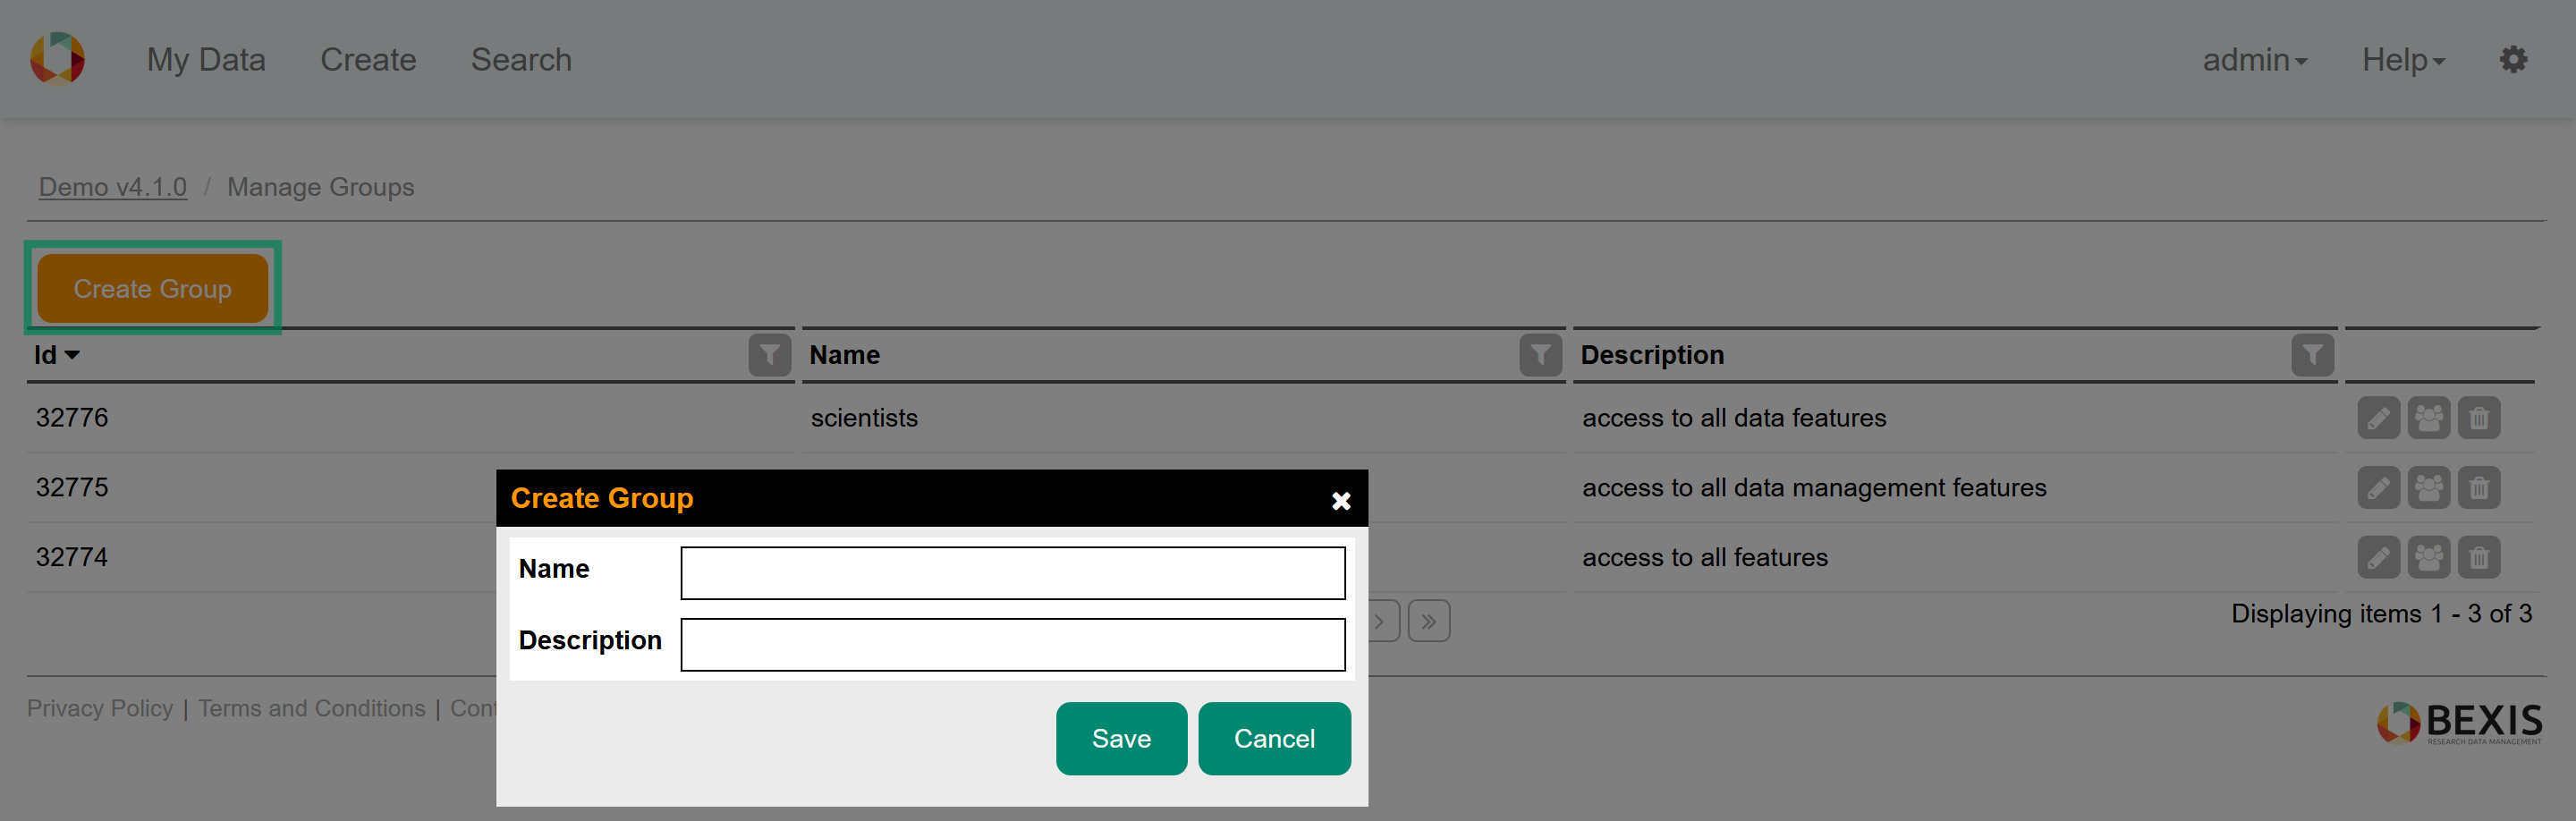 My Data Create Search admin Help
Demo v4.1.0 / Manage Groups
Create Group
Id Name Description
32776 scientists access to all data features
32775 access to all data management features
32774 access to all features
Create Group
Name
Description
Save Cancel
Displaying items 1 - 3 of 3
Privacy Policy | Terms and Conditions | Cont
BEXIS
RESEARCH DATA MANAGEMENT